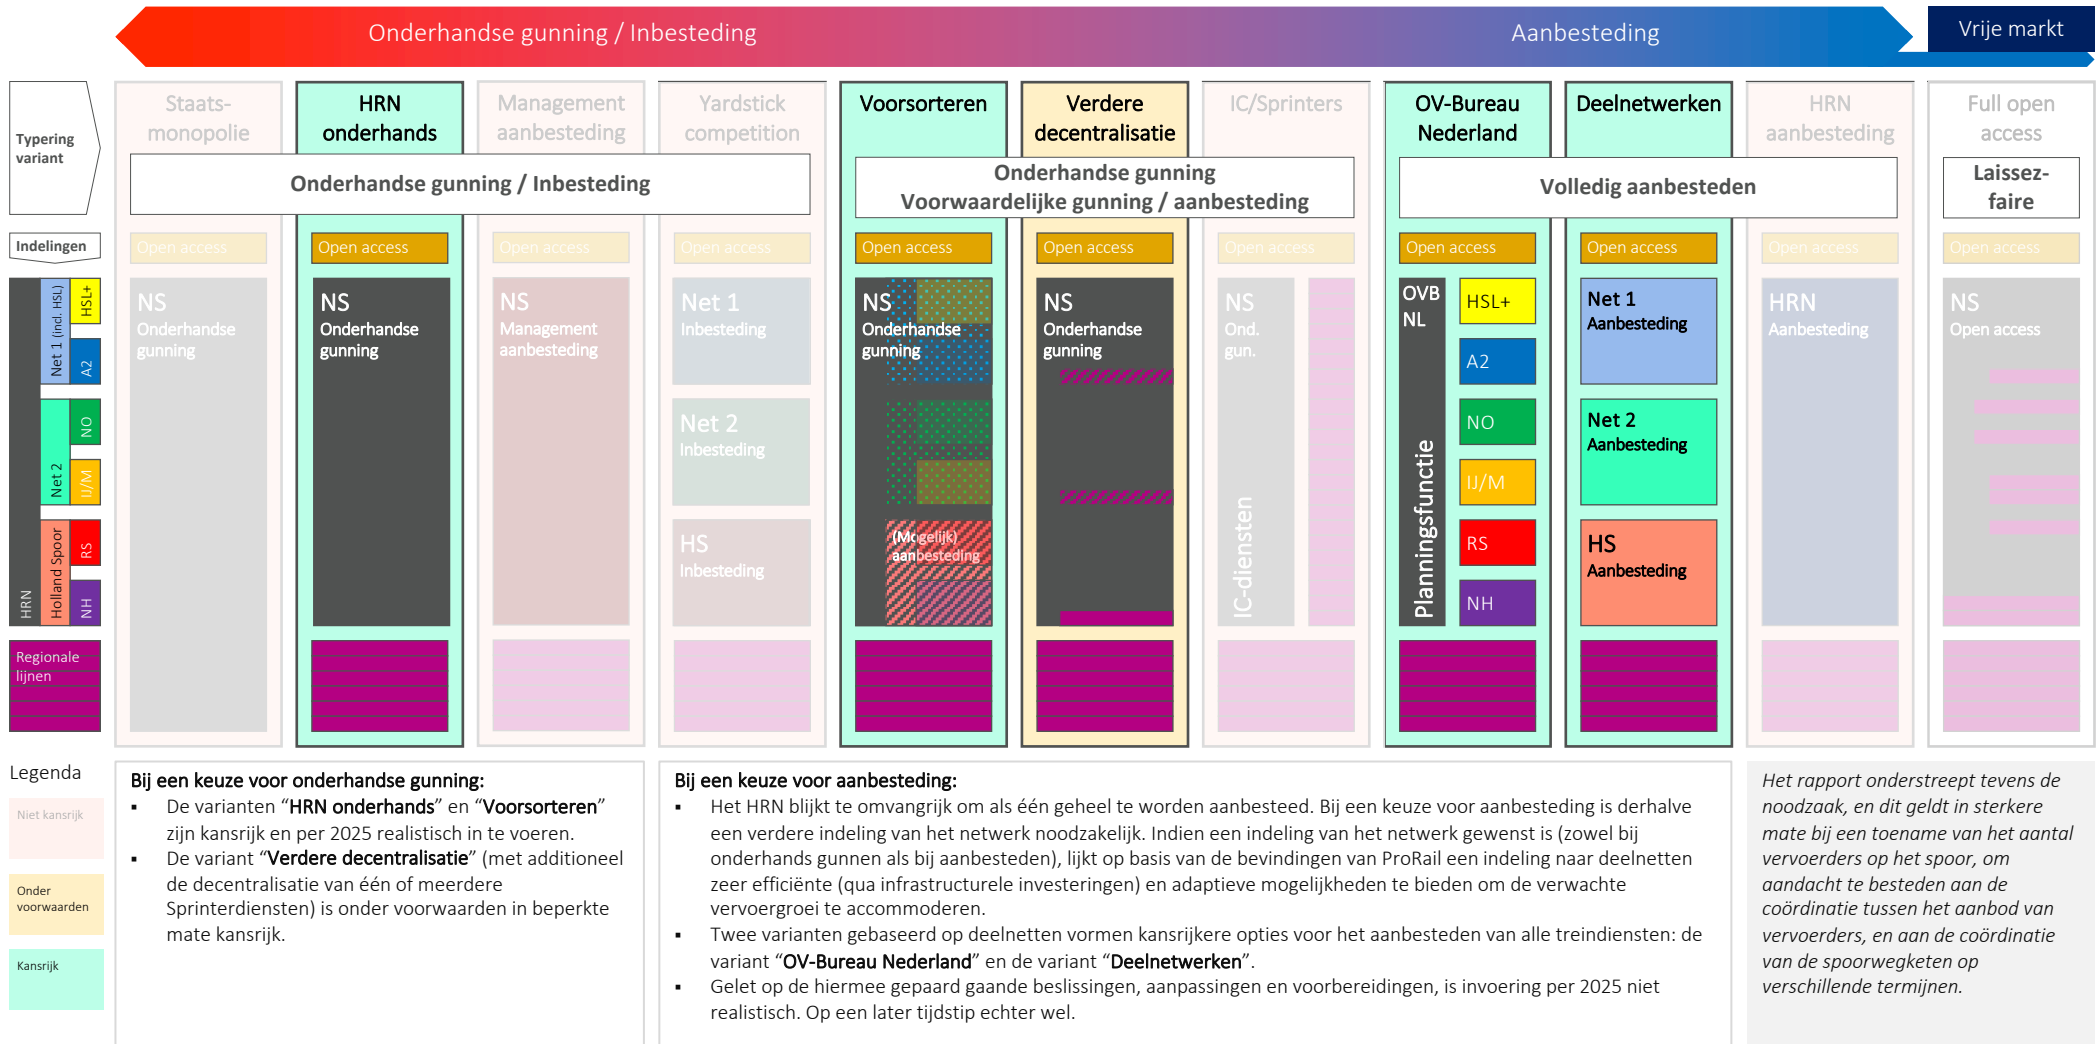 Onderhandse gunning / Inbesteding
Aanbesteding
Vrije markt
Typering
variant
Staats-
monopolie
HRN
onderhands
Management
aanbesteding
Yardstick
competition
Voorsorteren
Verdere
decentralisatie
IC/Sprinters
OV-Bureau
Nederland
Deelnetwerken
HRN
aanbesteding
Full open
access
Onderhandse gunning / Inbesteding
Onderhandse gunning
Voorwaardelijke gunning / aanbesteding
Volledig aanbesteden
Laissez-
faire
Indelingen
Open access
Open access
Open access
Open access
Open access
Open access
Open access
Open access
Open access
Open access
Open access
HRN
Net 1 (incl. HSL)
Net 2
Holland Spoor
HSL+
A2
NO
IJ/M
RS
NH
Regionale
lijnen
NS
Onderhandse
gunning
NS
Onderhandse
gunning
NS
Management
aanbesteding
Net 1
Inbesteding
Net 2
Inbesteding
HS
Inbesteding
NS
Onderhandse
gunning
(Mogelijk)
aanbesteding
NS
Onderhandse
gunning
NS
Ond.
gun.
IC-diensten
OVB
NL
Planningsfunctie
HSL+
A2
NO
IJ/M
RS
NH
Net 1
Aanbesteding
Net 2
Aanbesteding
HS
Aanbesteding
HRN
Aanbesteding
NS
Open access
Legenda
Niet kansrijk
Onder
voorwaarden
Kansrijk
Bij een keuze voor onderhandse gunning:
▪ De varianten “HRN onderhands” en “Voorsorteren”
zijn kansrijk en per 2025 realistisch in te voeren.
▪ De variant “Verdere decentralisatie” (met additioneel
de decentralisatie van één of meerdere
Sprinterdiensten) is onder voorwaarden in beperkte
mate kansrijk.
Bij een keuze voor aanbesteding:
▪ Het HRN blijkt te omvangrijk om als één geheel te worden aanbesteed. Bij een keuze voor aanbesteding is derhalve
een verdere indeling van het netwerk noodzakelijk. Indien een indeling van het netwerk gewenst is (zowel bij
onderhands gunnen als bij aanbesteden), lijkt op basis van de bevindingen van ProRail een indeling naar deelnetten
zeer efficiënte (qua infrastructurele investeringen) en adaptieve mogelijkheden te bieden om de verwachte
vervoergroei te accommoderen.
▪ Twee varianten gebaseerd op deelnetten vormen kansrijkere opties voor het aanbesteden van alle treindiensten: de
variant “OV-Bureau Nederland” en de variant “Deelnetwerken”.
▪ Gelet op de hiermee gepaard gaande beslissingen, aanpassingen en voorbereidingen, is invoering per 2025 niet
realistisch. Op een later tijdstip echter wel.
Het rapport onderstreept tevens de
noodzaak, en dit geldt in sterkere
mate bij een toename van het aantal
vervoerders op het spoor, om
aandacht te besteden aan de
coördinatie tussen het aanbod van
vervoerders, en aan de coördinatie
van de spoorwegketen op
verschillende termijnen.